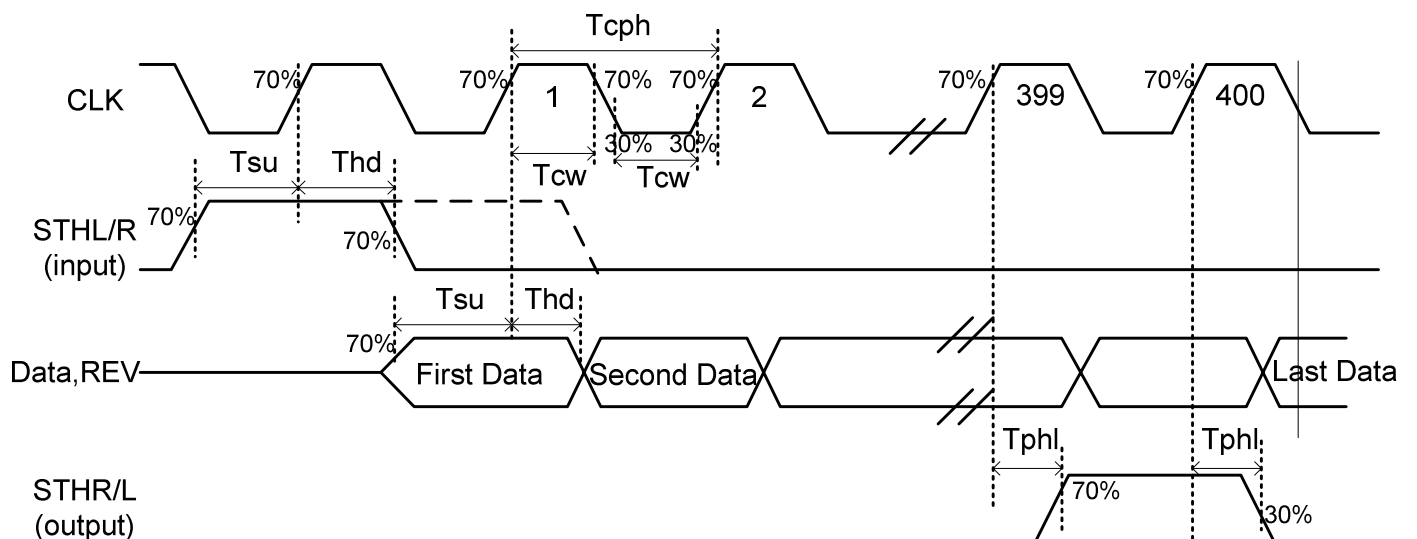 Tcph
CLK
70%
70%
1
70%
70%
2
70%
399
70%
400
30%
30%
Tsu
Thd
Tcw
Tcw
STHL/R
(input)
70%
70%
Tsu
Thd
70%
Data,REV
First Data
Second Data
Last Data
Tphl
Tphl
STHR/L
(output)
70%
30%